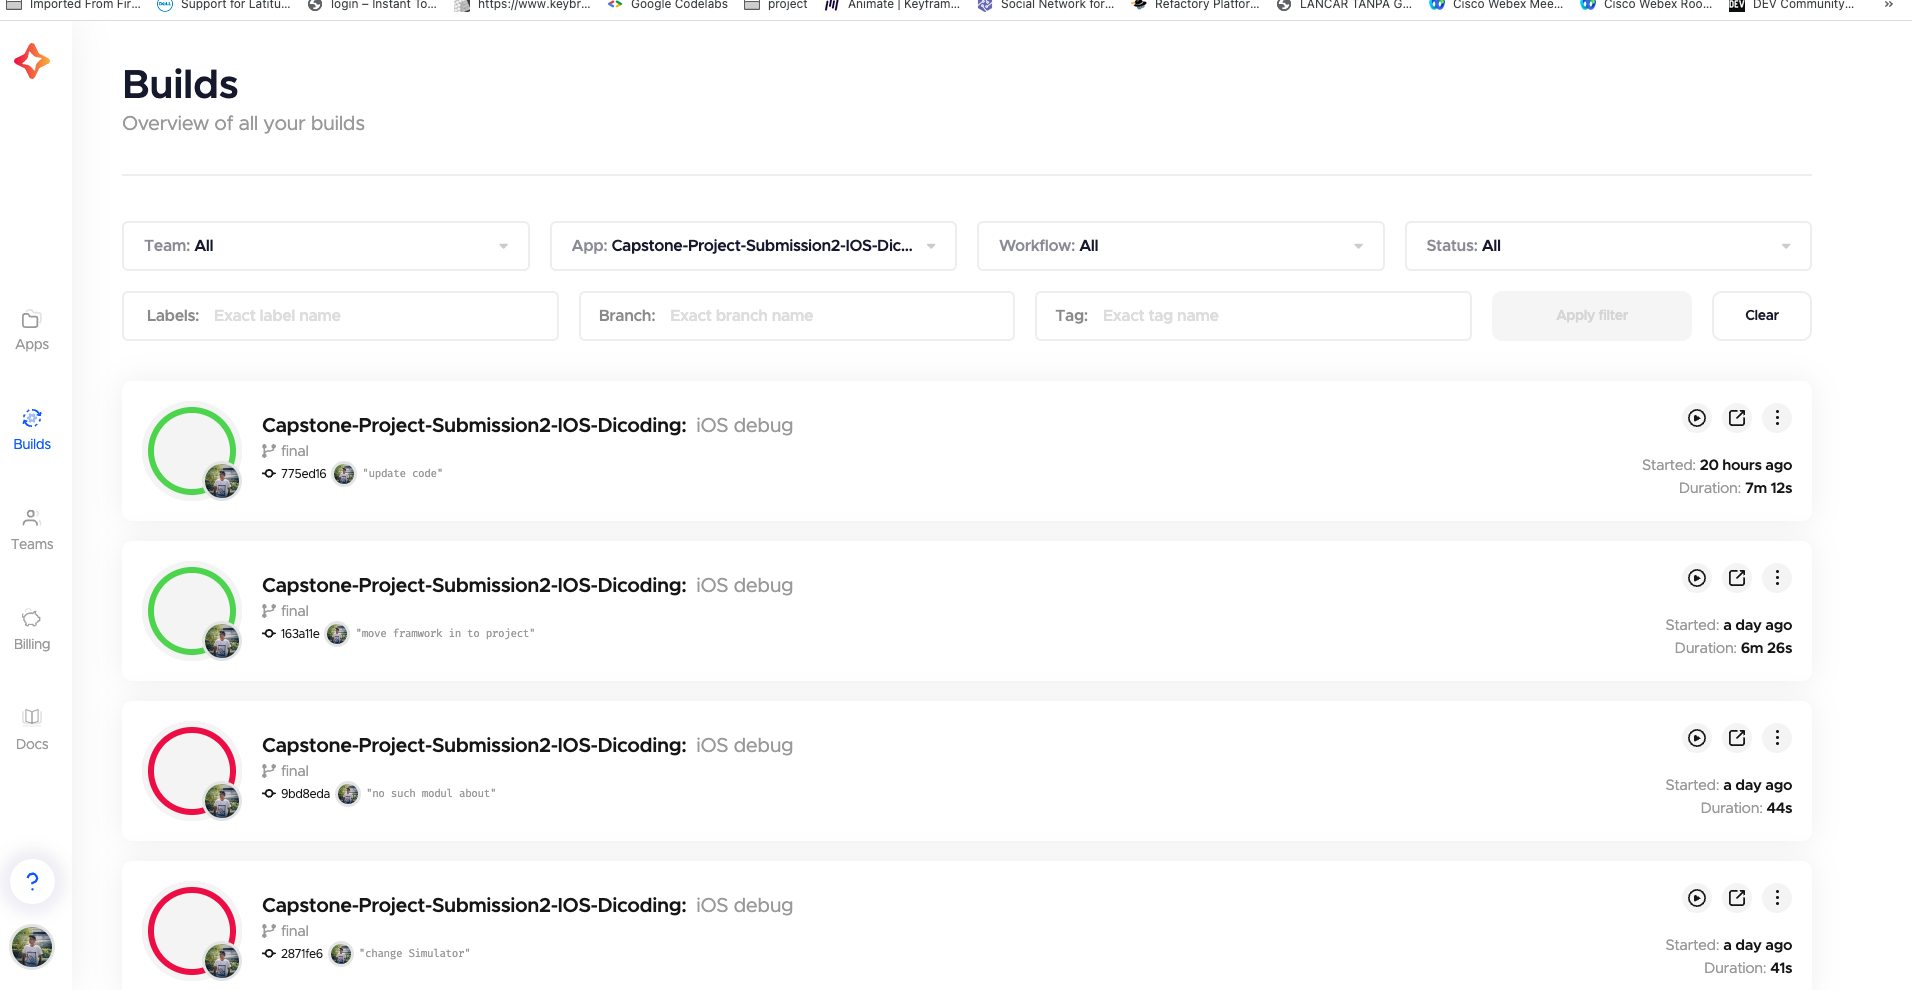 Imported From Fir... Support for Latitu... login – Instant To... https://www.keybr... Google Codelabs project Animate | Keyfram... Social Network for... Refactory Platfor... LANCAR TANPA G... Cisco Webex Mee... Cisco Webex Roo... DEV DEV Community... »
Builds
Overview of all your builds
Team: All App: Capstone-Project-Submission2-IOS-Dic... Workflow: All Status: All
Labels: Exact label name Branch: Exact branch name Tag: Exact tag name Apply filter Clear
Apps
Builds
Teams
Billing
Docs
?
Capstone-Project-Submission2-IOS-Dicoding: iOS debug
final
775ed16 "update code"
Started: 20 hours ago
Duration: 7m 12s
Capstone-Project-Submission2-IOS-Dicoding: iOS debug
final
163a11e "move framwork in to project"
Started: a day ago
Duration: 6m 26s
Capstone-Project-Submission2-IOS-Dicoding: iOS debug
final
9bd8eda "no such modul about"
Started: a day ago
Duration: 44s
Capstone-Project-Submission2-IOS-Dicoding: iOS debug
final
2871fe6 "change Simulator"
Started: a day ago
Duration: 41s